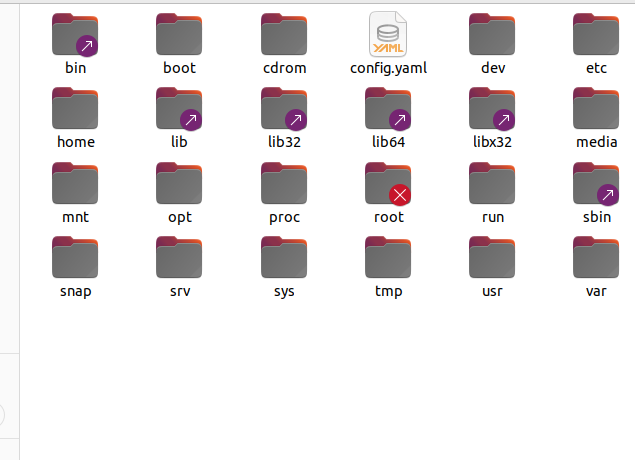 bin boot cdrom config.yaml dev etc
YAML
home lib lib32 lib64 libx32 media
mnt opt proc root run sbin
snap srv sys tmp usr var